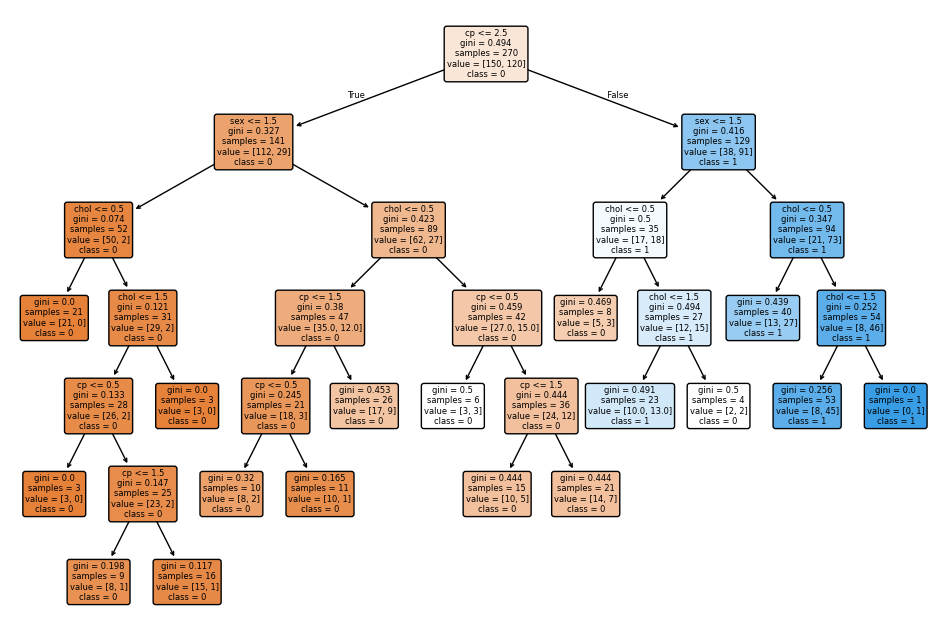 cp <= 2.5
gini = 0.494
samples = 270
value = [150, 120]
class = 0
True
False
sex <= 1.5
gini = 0.327
samples = 141
value = [112, 29]
class = 0
sex <= 1.5
gini = 0.416
samples = 129
value = [38, 91]
class = 1
chol <= 0.5
gini = 0.074
samples = 52
value = [50, 2]
class = 0
chol <= 0.5
gini = 0.423
samples = 89
value = [62, 27]
class = 0
chol <= 0.5
gini = 0.5
samples = 35
value = [17, 18]
class = 1
chol <= 0.5
gini = 0.347
samples = 94
value = [21, 73]
class = 1
gini = 0.0
samples = 21
value = [21, 0]
class = 0
chol <= 1.5
gini = 0.121
samples = 31
value = [29, 2]
class = 0
cp <= 1.5
gini = 0.38
samples = 47
value = [35.0, 12.0]
class = 0
cp <= 0.5
gini = 0.459
samples = 42
value = [27.0, 15.0]
class = 0
gini = 0.469
samples = 8
value = [5, 3]
class = 0
chol <= 1.5
gini = 0.494
samples = 27
value = [12, 15]
class = 1
gini = 0.439
samples = 40
value = [13, 27]
class = 1
chol <= 1.5
gini = 0.252
samples = 54
value = [8, 46]
class = 1
cp <= 0.5
gini = 0.133
samples = 28
value = [26, 2]
class = 0
gini = 0.0
samples = 3
value = [3, 0]
class = 0
cp <= 0.5
gini = 0.245
samples = 21
value = [18, 3]
class = 0
gini = 0.453
samples = 26
value = [17, 9]
class = 0
gini = 0.5
samples = 6
value = [3, 3]
class = 0
cp <= 1.5
gini = 0.444
samples = 36
value = [24, 12]
class = 0
gini = 0.491
samples = 23
value = [10.0, 13.0]
class = 1
gini = 0.5
samples = 4
value = [2, 2]
class = 0
gini = 0.256
samples = 53
value = [8, 45]
class = 1
gini = 0.0
samples = 1
value = [0, 1]
class = 1
gini = 0.0
samples = 3
value = [3, 0]
class = 0
cp <= 1.5
gini = 0.147
samples = 25
value = [23, 2]
class = 0
gini = 0.32
samples = 10
value = [8, 2]
class = 0
gini = 0.165
samples = 11
value = [10, 1]
class = 0
gini = 0.444
samples = 15
value = [10, 5]
class = 0
gini = 0.444
samples = 21
value = [14, 7]
class = 0
gini = 0.198
samples = 9
value = [8, 1]
class = 0
gini = 0.117
samples = 16
value = [15, 1]
class = 0